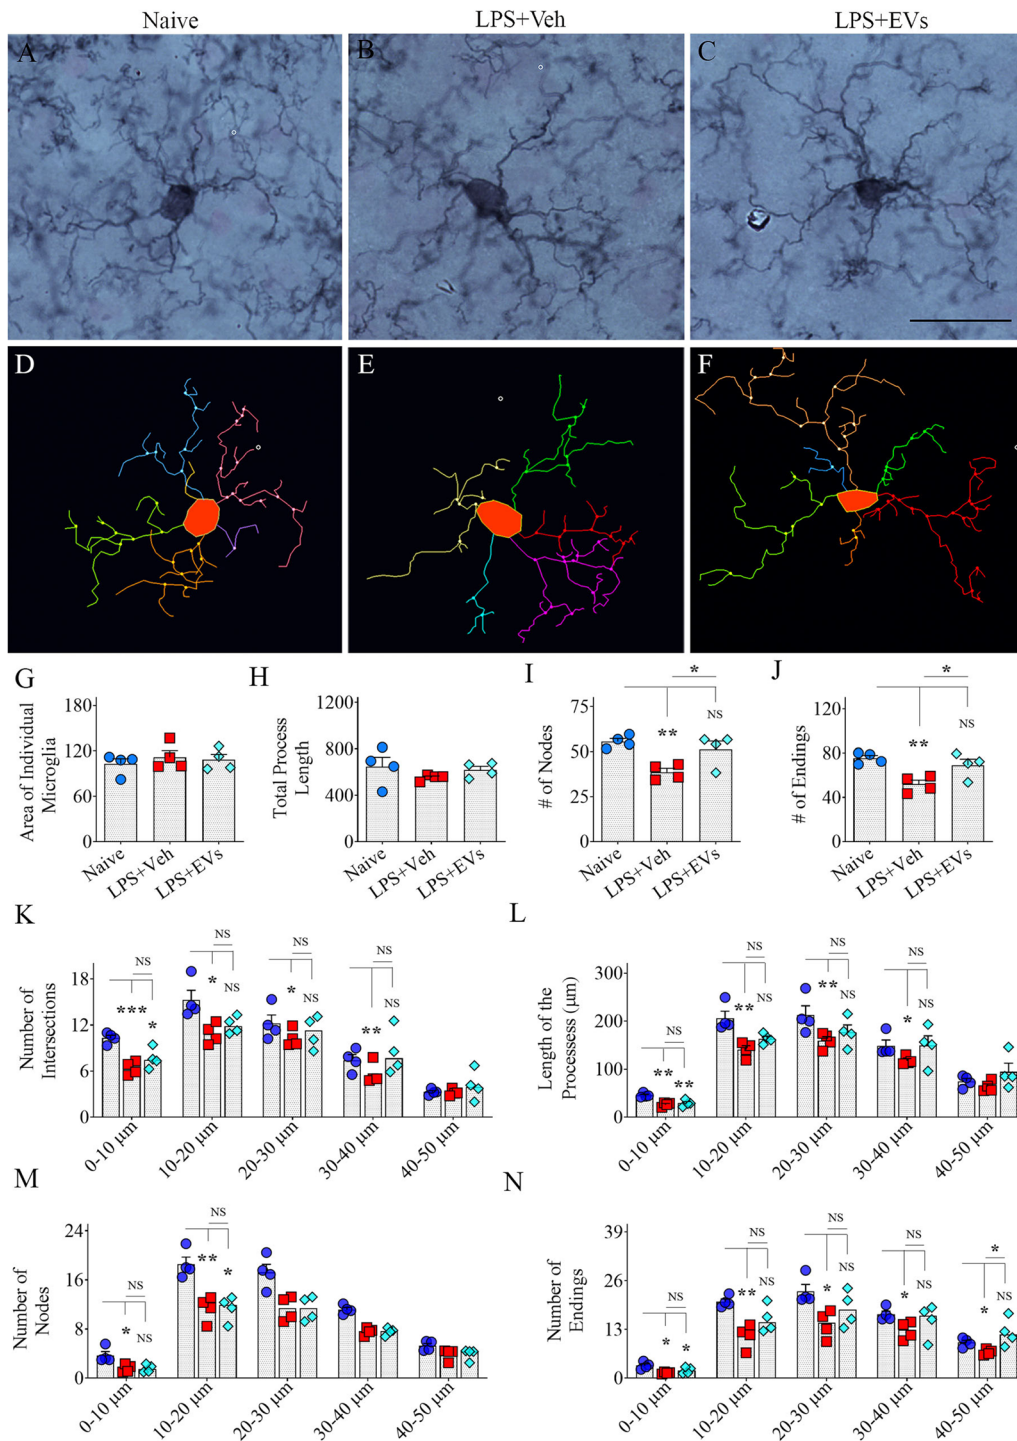 Naive LPS+Veh LPS+EVs
A B C
D E F
G H I J
* *
** NS ** NS
180 120 60 0
Area of Individual
Microglia
1200 800 400 0
Total Process
Length
75 50 25 0
# of Nodes
120 80 40 0
# of Endings
Naive LPS+Veh LPS+EVs
Naive LPS+Veh LPS+EVs
Naive LPS+Veh LPS+EVs
Naive LPS+Veh LPS+EVs
K
NS NS NS NS
*** * * NS * NS ** NS
18 12 6 0
Number of
Intersections
0-10 µm 10-20 µm 20-30 µm 30-40 µm 40-50 µm
L
NS NS NS NS
** ** ** NS ** NS * NS
300 200 100 0
Length of the
Processess (µm)
0-10 µm 10-20 µm 20-30 µm 30-40 µm 40-50 µm
M
NS NS
* NS ** *
24 16 8 0
Number of
Nodes
0-10 µm 10-20 µm 20-30 µm 30-40 µm 40-50 µm
N
NS NS NS NS *
* * ** NS * NS * NS * NS
39 26 13 0
Number of
Endings
0-10 µm 10-20 µm 20-30 µm 30-40 µm 40-50 µm